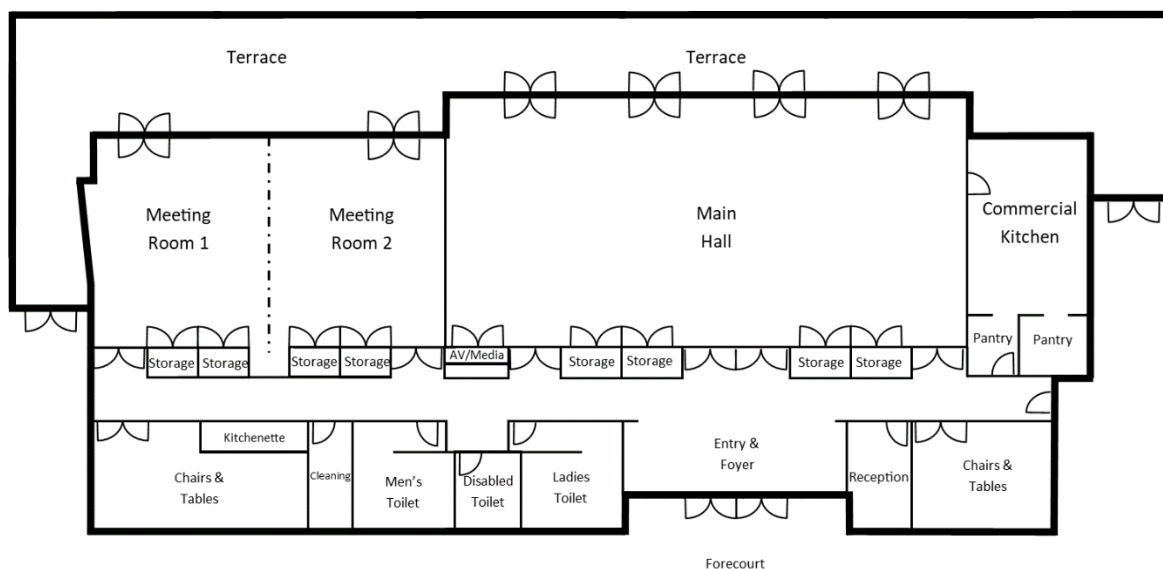 Terrace
Terrace
Meeting
Room 1
Meeting
Room 2
Main
Hall
Commercial
Kitchen
Pantry
Pantry
Storage
Storage
Storage
Storage
AV/Media
Storage
Storage
Storage
Storage
Kitchenette
Chairs &
Tables
Cleaning
Men's
Toilet
Disabled
Toilet
Ladies
Toilet
Entry &
Foyer
Reception
Chairs &
Tables
Forecourt